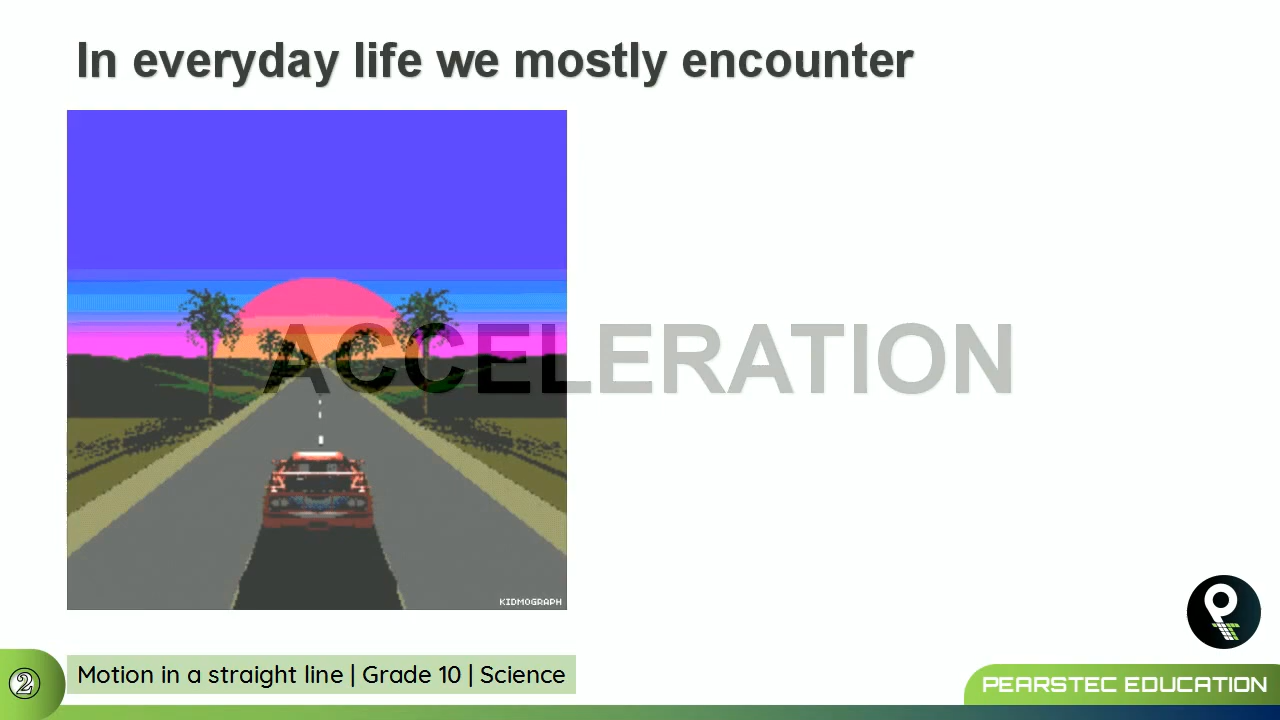 In everyday life we mostly encounter
ACCELERATION
KIDMOGRAPH
2
Motion in a straight line | Grade 10 | Science
PEARSTEC EDUCATION